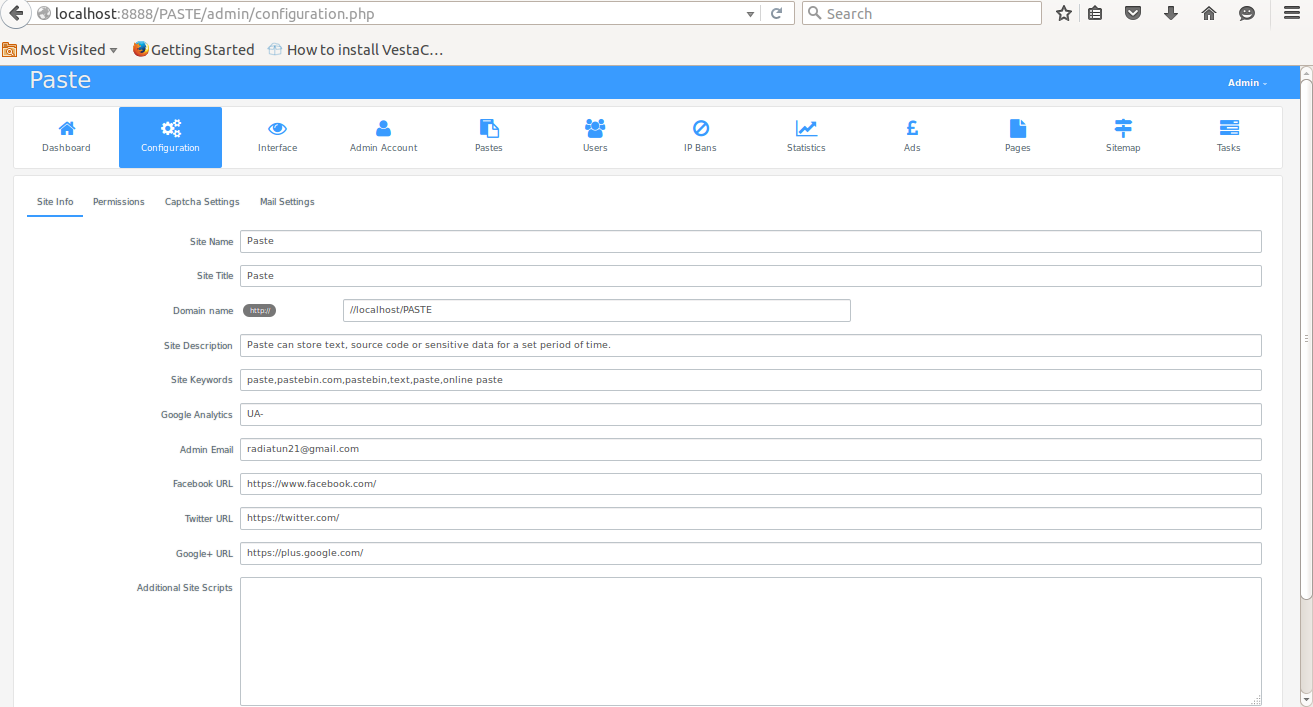 localhost:8888/PASTE/admin/configuration.php
Search
Most Visited
Getting Started
How to install VestaC...
Paste
Admin
Dashboard
Configuration
Interface
Admin Account
Pastes
Users
IP Bans
Statistics
Ads
Pages
Sitemap
Tasks
Site Info
Permissions
Captcha Settings
Mail Settings
Site Name Paste
Site Title Paste
Domain name http:// //localhost/PASTE
Site Description Paste can store text, source code or sensitive data for a set period of time.
Site Keywords paste,pastebin.com,pastebin,text,paste,online paste
Google Analytics UA-
Admin Email radiatun21@gmail.com
Facebook URL https://www.facebook.com/
Twitter URL https://twitter.com/
Google+ URL https://plus.google.com/
Additional Site Scripts